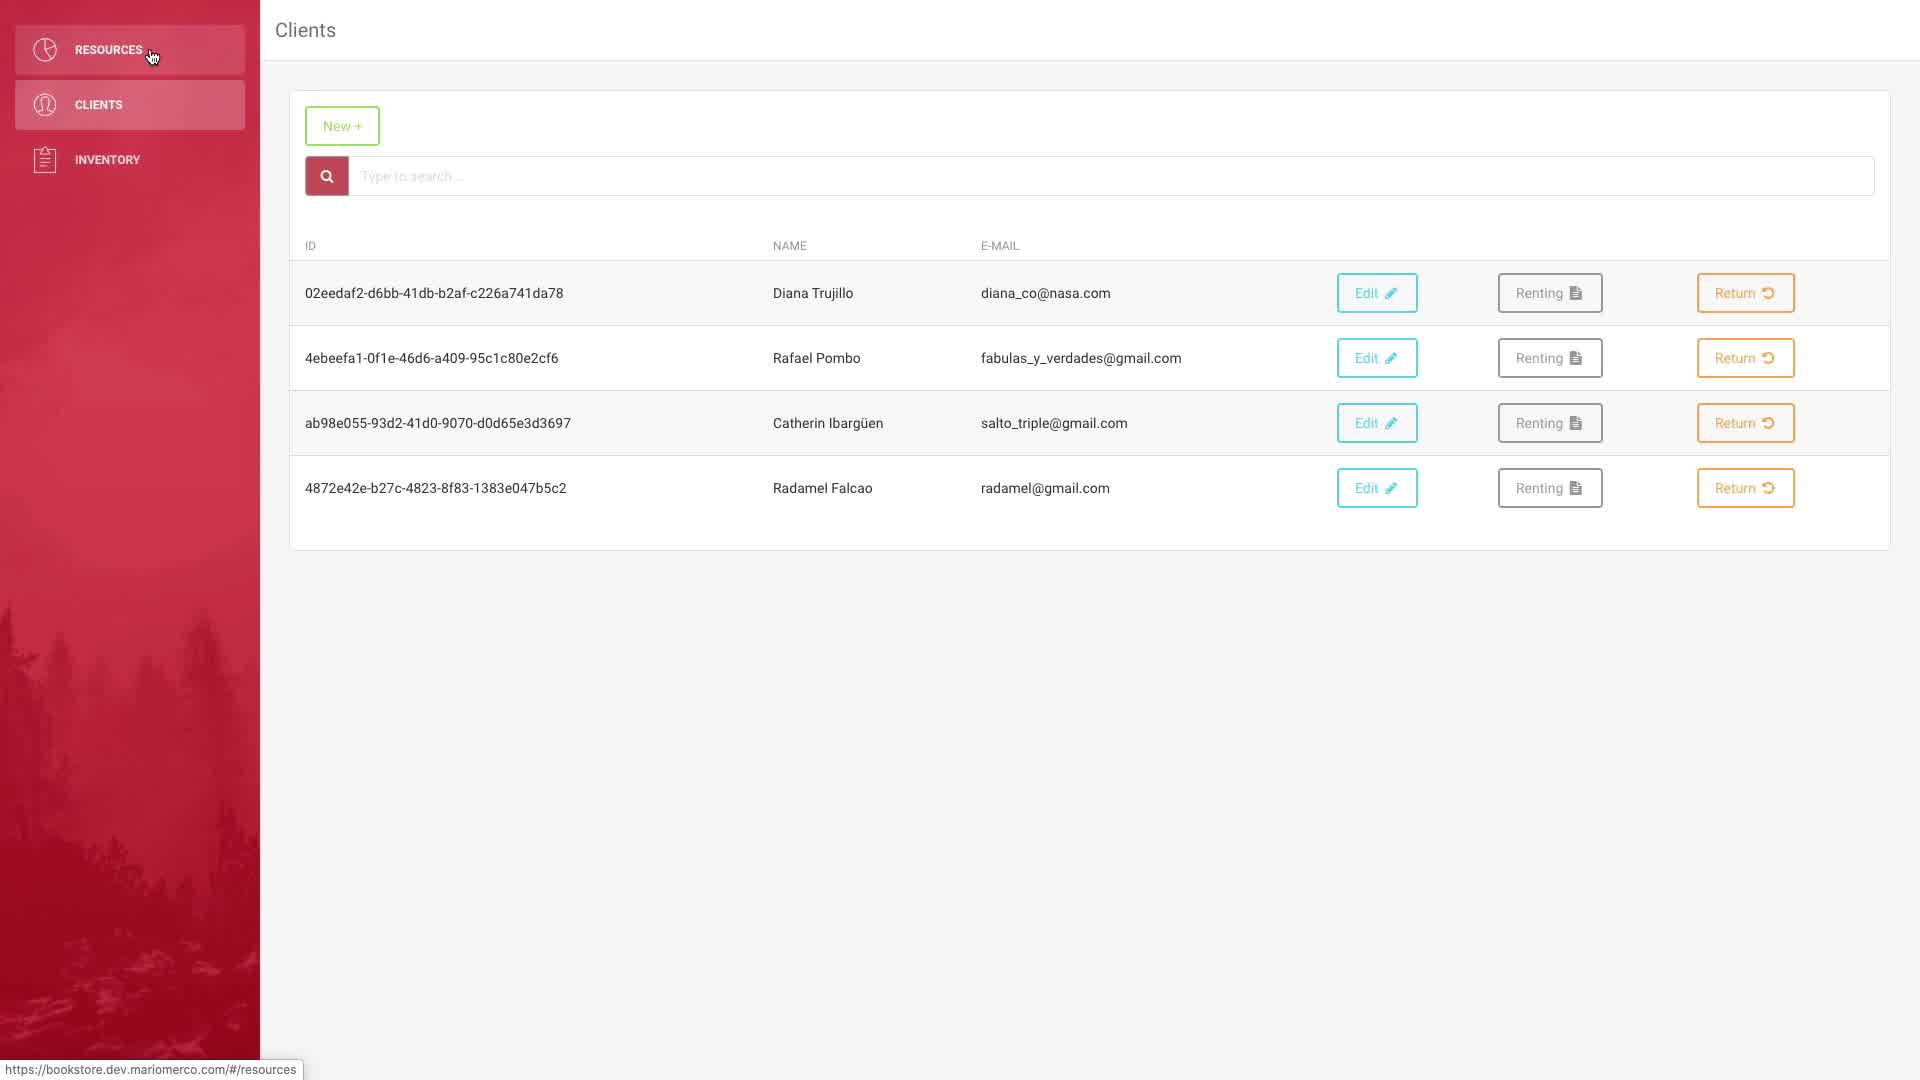 RESOURCES
CLIENTS
INVENTORY
Clients
New +
Type to search ...
ID NAME E-MAIL
02eedaf2-d6bb-41db-b2af-c226a741da78 Diana Trujillo diana_co@nasa.com Edit Renting Return
4ebeefa1-0f1e-46d6-a409-95c1c80e2cf6 Rafael Pombo fabulas_y_verdades@gmail.com Edit Renting Return
ab98e055-93d2-41d0-9070-d0d65e3d3697 Catherin Ibargüen salto_triple@gmail.com Edit Renting Return
4872e42e-b27c-4823-8f83-1383e047b5c2 Radamel Falcao radamel@gmail.com Edit Renting Return
https://bookstore.dev.mariomerco.com/#/resources